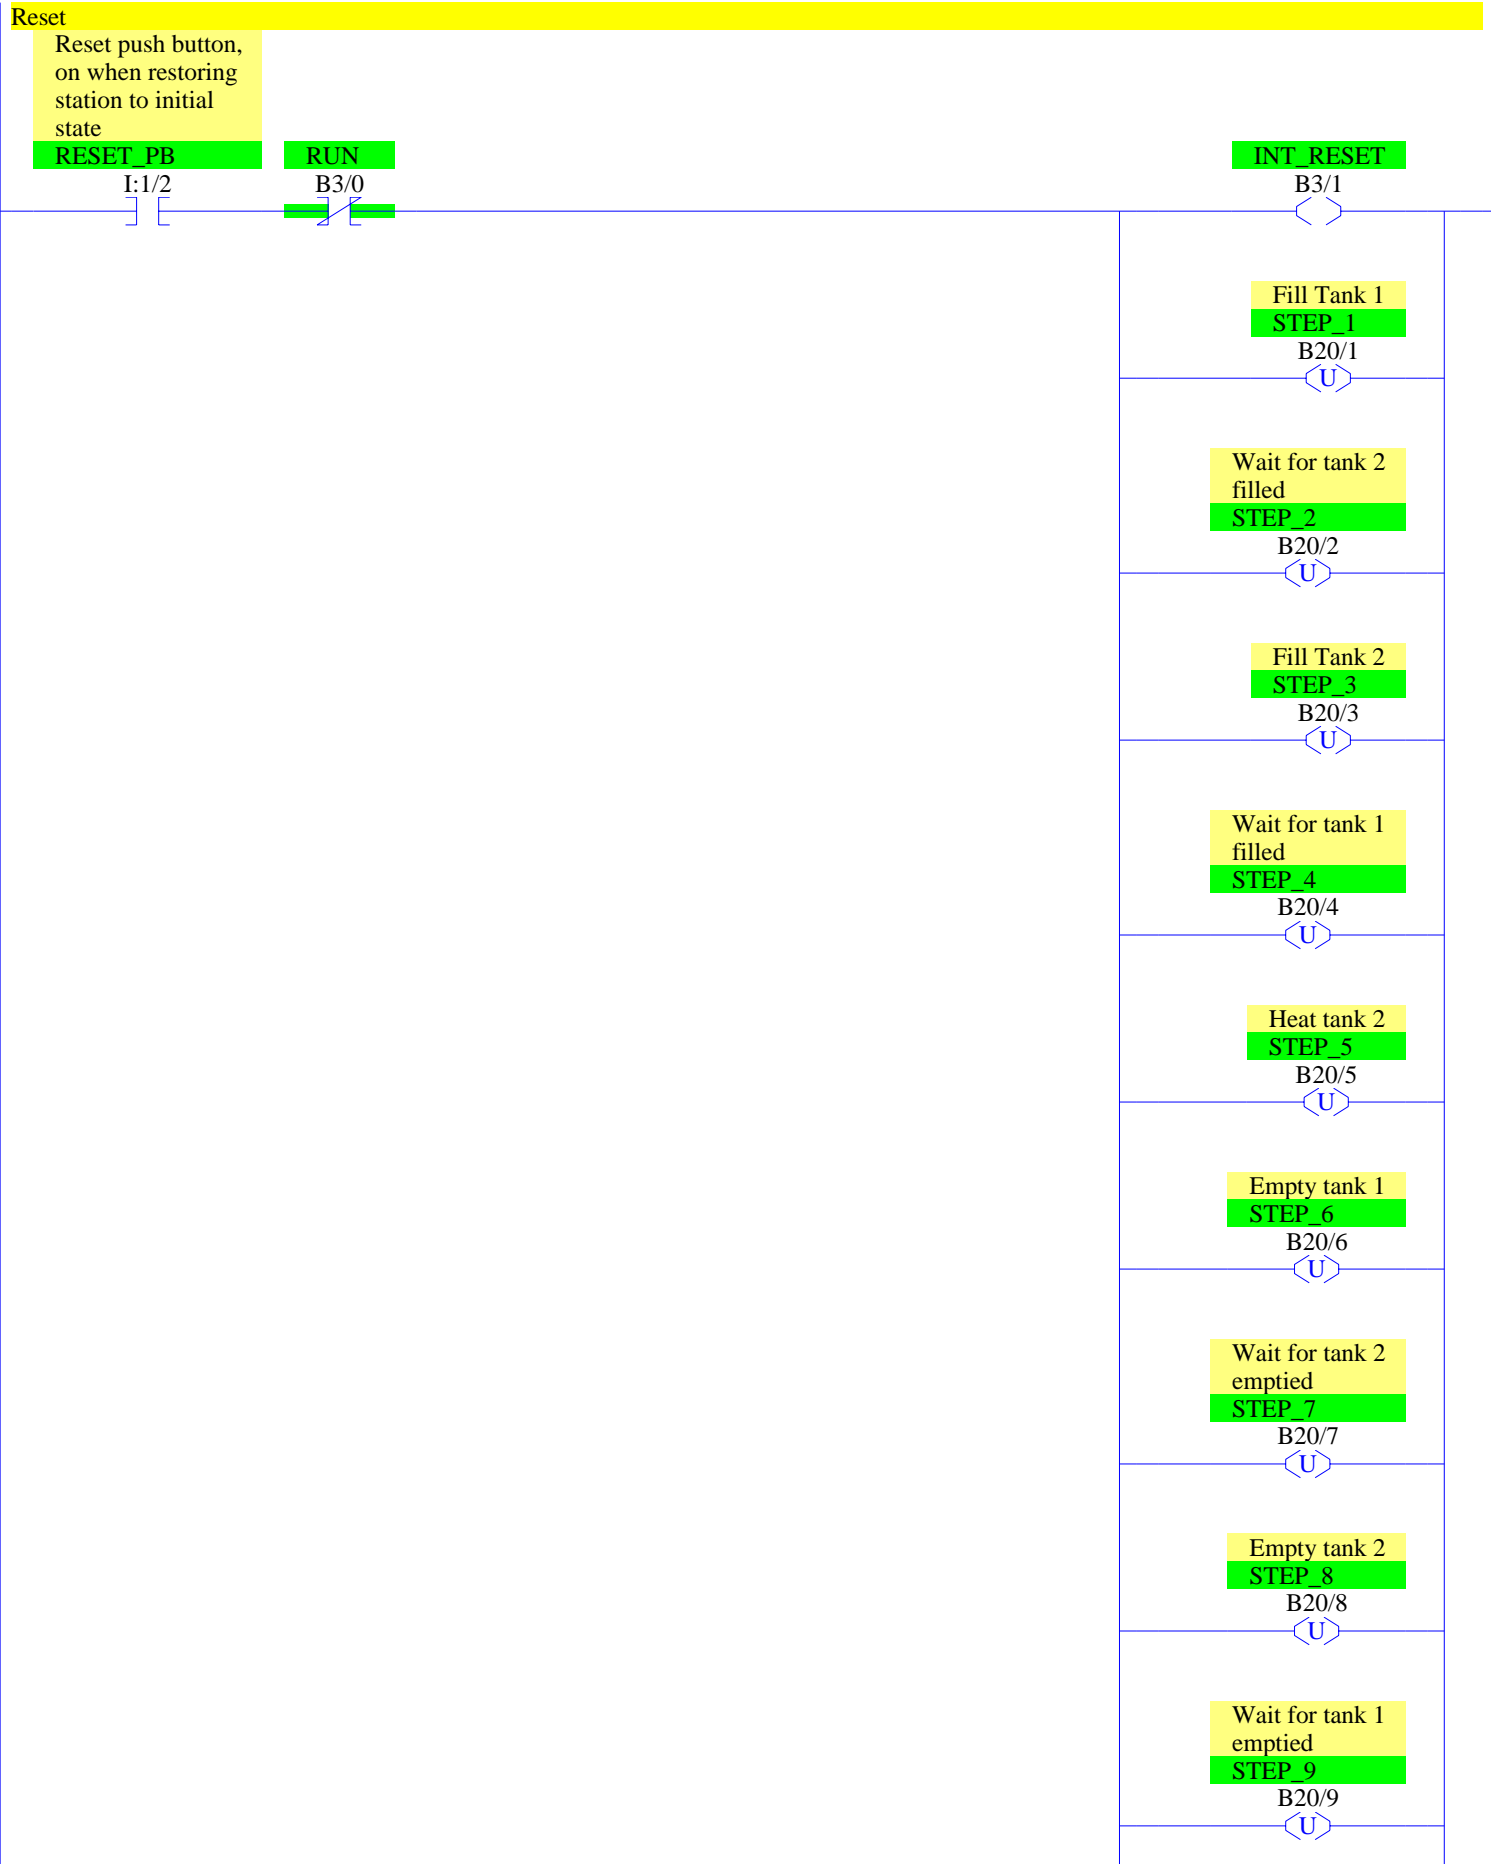 Reset
Reset push button,
on when restoring
station to initial
state
RESET_PB
I:1/2
RUN
B3/0
INT_RESET
B3/1
Fill Tank 1
STEP_1
B20/1
U
Wait for tank 2
filled
STEP_2
B20/2
U
Fill Tank 2
STEP_3
B20/3
U
Wait for tank 1
filled
STEP_4
B20/4
U
Heat tank 2
STEP_5
B20/5
U
Empty tank 1
STEP_6
B20/6
U
Wait for tank 2
emptied
STEP_7
B20/7
U
Empty tank 2
STEP_8
B20/8
U
Wait for tank 1
emptied
STEP_9
B20/9
U